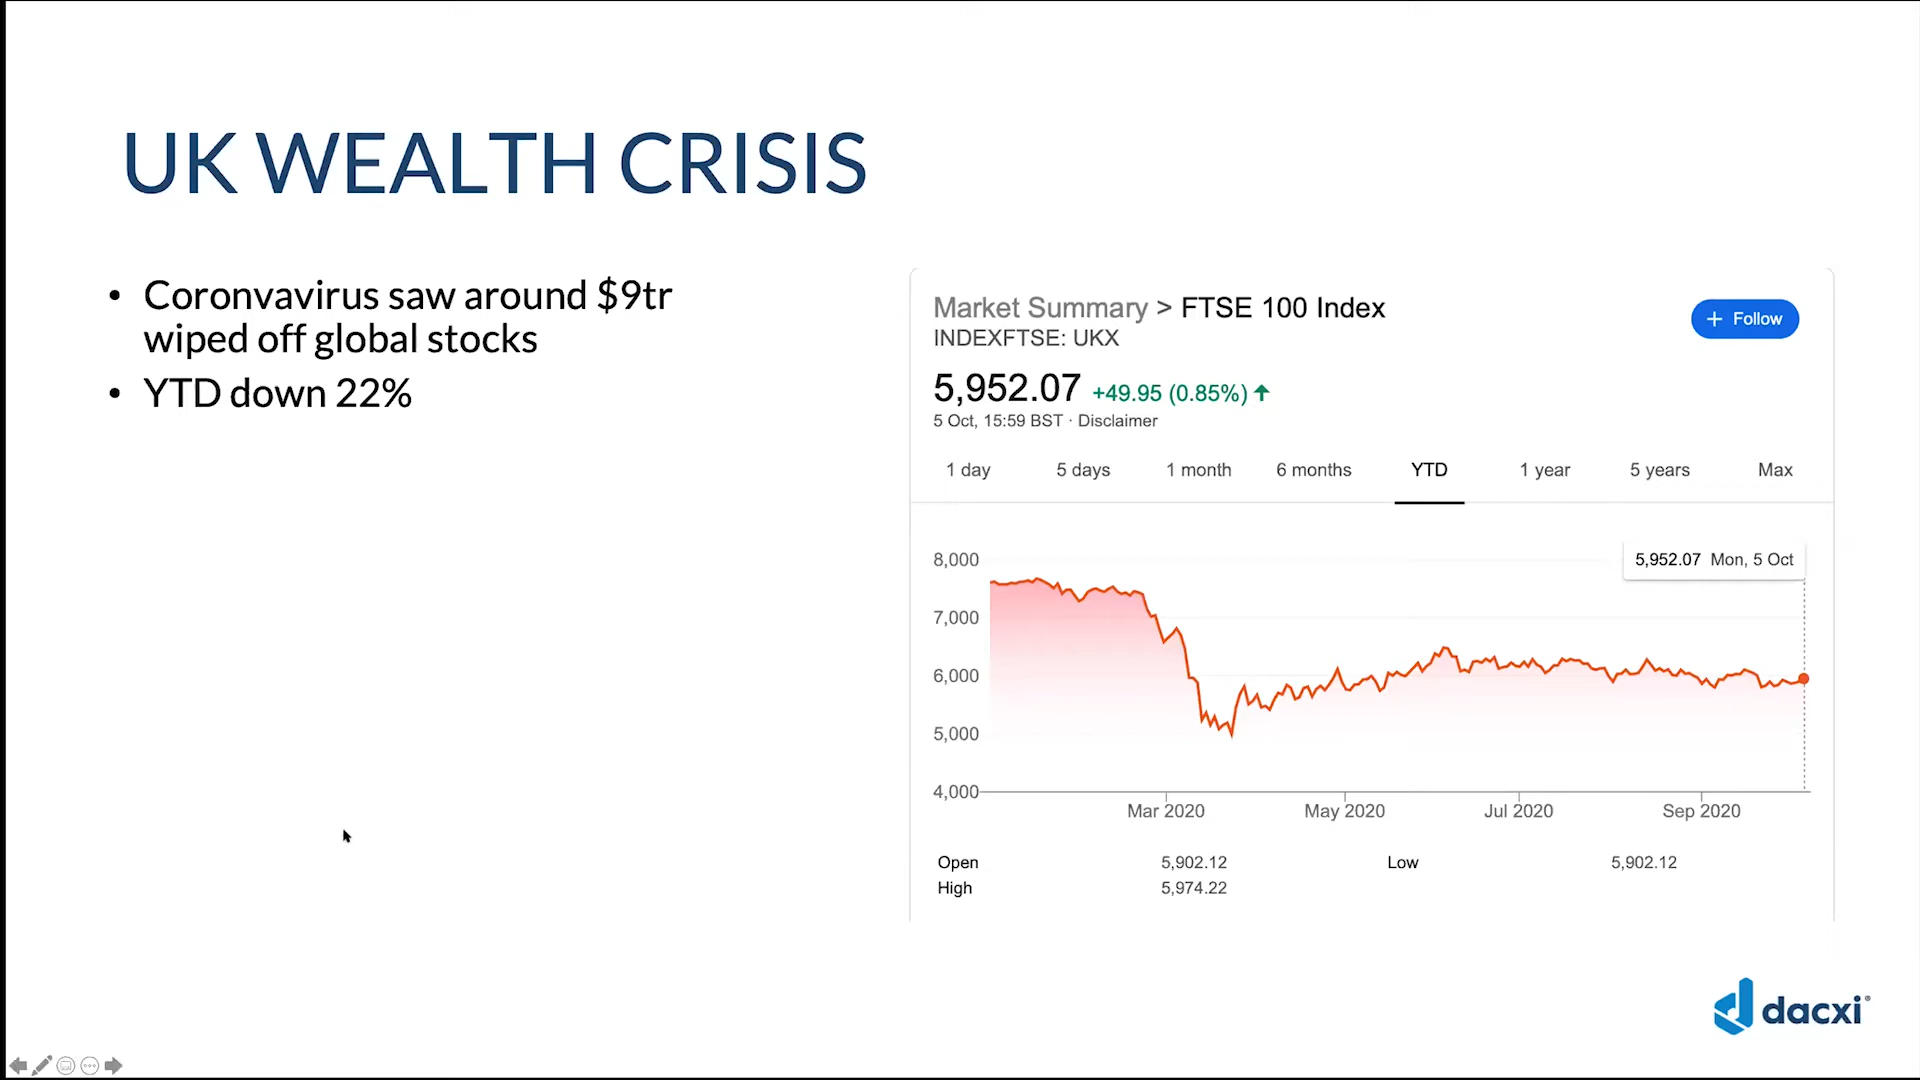 UK WEALTH CRISIS
• Coronvavirus saw around $9tr
wiped off global stocks
• YTD down 22%
Market Summary > FTSE 100 Index
INDEXFTSE: UKX
+ Follow
5,952.07 +49.95 (0.85%)
5 Oct, 15:59 BST · Disclaimer
1 day 5 days 1 month 6 months YTD 1 year 5 years Max
8,000
7,000
6,000
5,000
4,000
5,952.07 Mon, 5 Oct
Mar 2020 May 2020 Jul 2020 Sep 2020
Open 5,902.12 Low 5,902.12
High 5,974.22
dacxi®